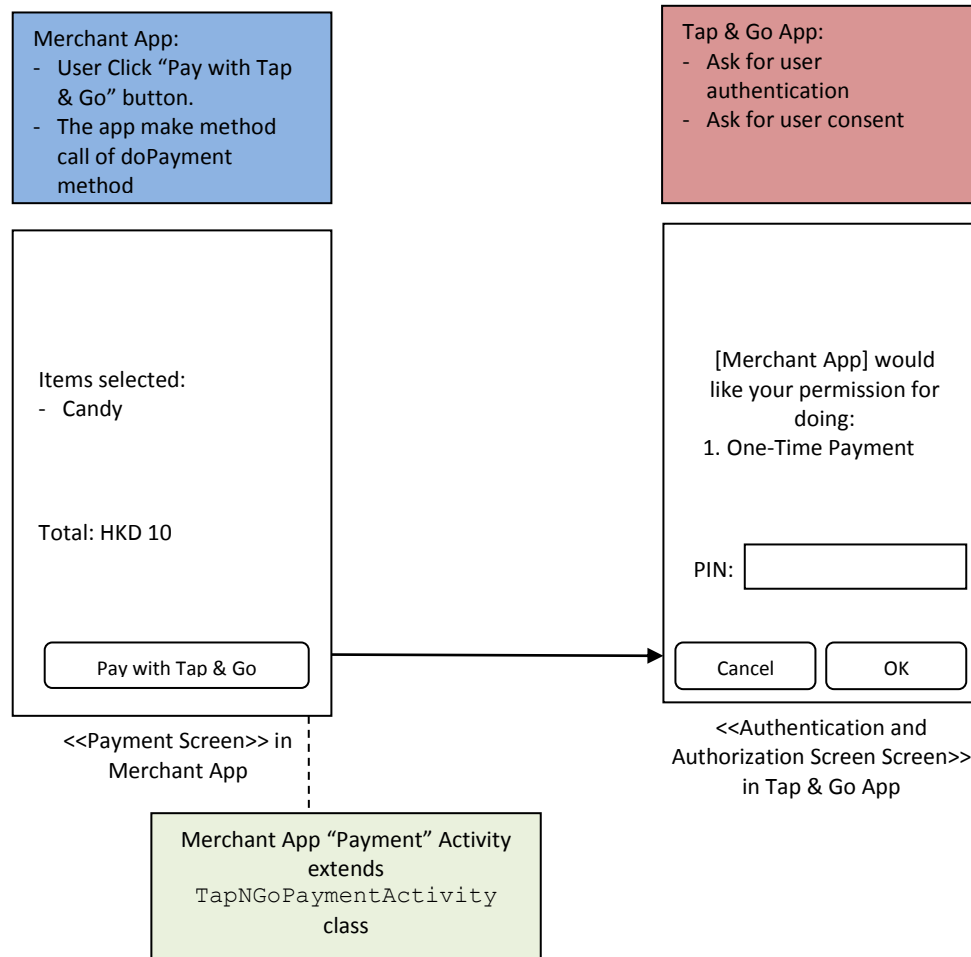 Merchant App:
- User Click “Pay with Tap
& Go” button.
- The app make method
call of doPayment
method
Tap & Go App:
- Ask for user
authentication
- Ask for user consent
Items selected:
- Candy
Total: HKD 10
Pay with Tap & Go
<<Payment Screen>> in
Merchant App
[Merchant App] would
like your permission for
doing:
1. One-Time Payment
PIN:
Cancel
OK
<<Authentication and
Authorization Screen Screen>>
in Tap & Go App
Merchant App “Payment” Activity
extends
TapNGoPaymentActivity
class